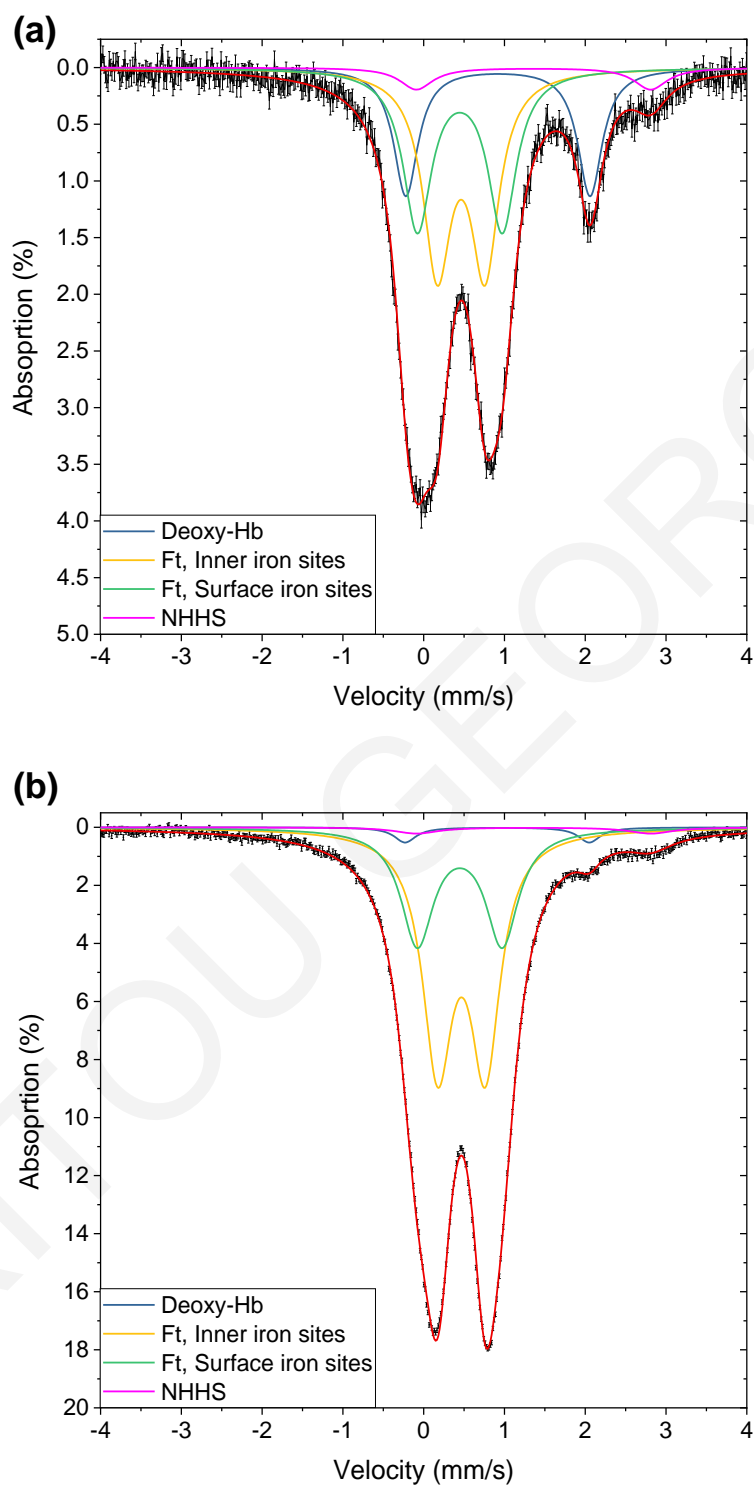 (a)
0.0
0.5
1.0
1.5
2.0
2.5
3.0
3.5
4.0
4.5
5.0
Absoprtion (%)
Deoxy-Hb
Ft, Inner iron sites
Ft, Surface iron sites
NHHS
-4 -3 -2 -1 0 1 2 3 4
Velocity (mm/s)
(b)
0
2
4
6
8
10
12
14
16
18
20
Absoprtion (%)
Deoxy-Hb
Ft, Inner iron sites
Ft, Surface iron sites
NHHS
-4 -3 -2 -1 0 1 2 3 4
Velocity (mm/s)